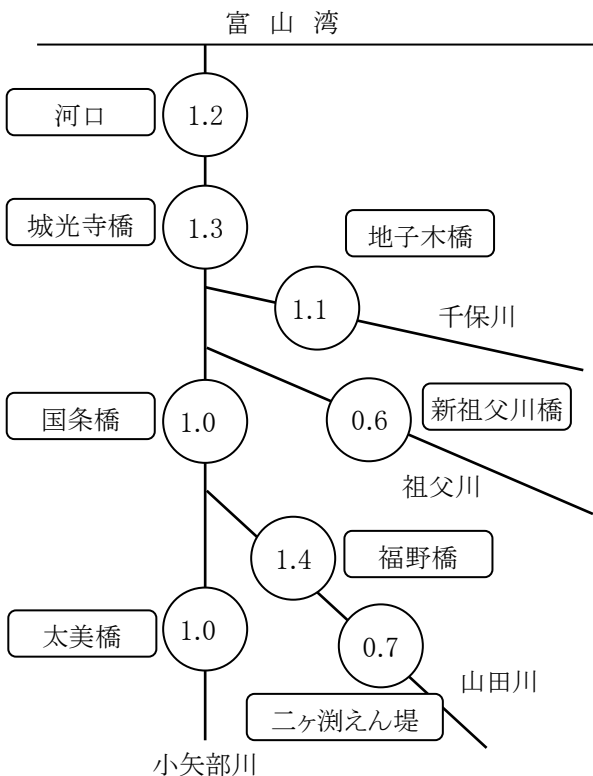 富山湾
河口
1.2
城光寺橋
1.3
地子木橋
1.1
千保川
国条橋
1.0
0.6
新祖父川橋
祖父川
1.4
福野橋
太美橋
1.0
0.7
山田川
二ヶ渕えん堤
小矢部川